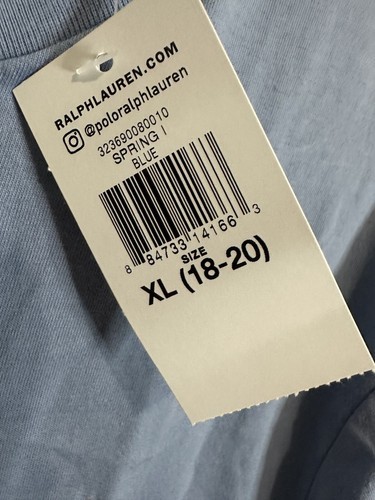 RALPHLAUREN.COM
@poloralphlauren
323690080010
SPRING I
BLUE
8 84733 14166 3
SIZE
XL (18-20)